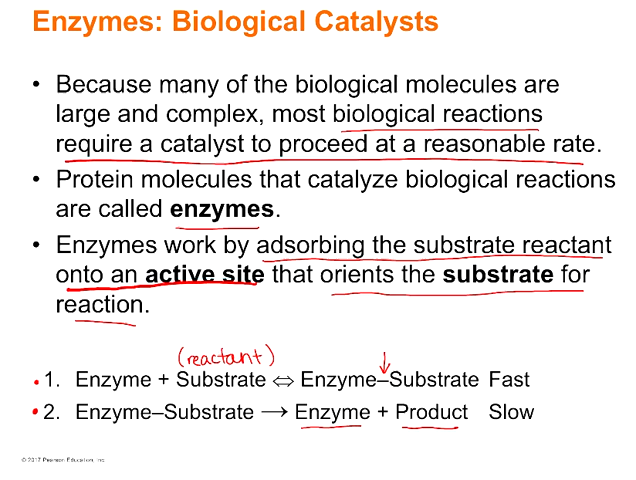 Enzymes: Biological Catalysts
• Because many of the biological molecules are
large and complex, most biological reactions
require a catalyst to proceed at a reasonable rate.
• Protein molecules that catalyze biological reactions
are called enzymes.
• Enzymes work by adsorbing the substrate reactant
onto an active site that orients the substrate for
reaction.
(reactant)
1. Enzyme + Substrate ⇔ Enzyme–Substrate Fast
2. Enzyme–Substrate → Enzyme + Product Slow
© 2017 Pearson Education, Inc.